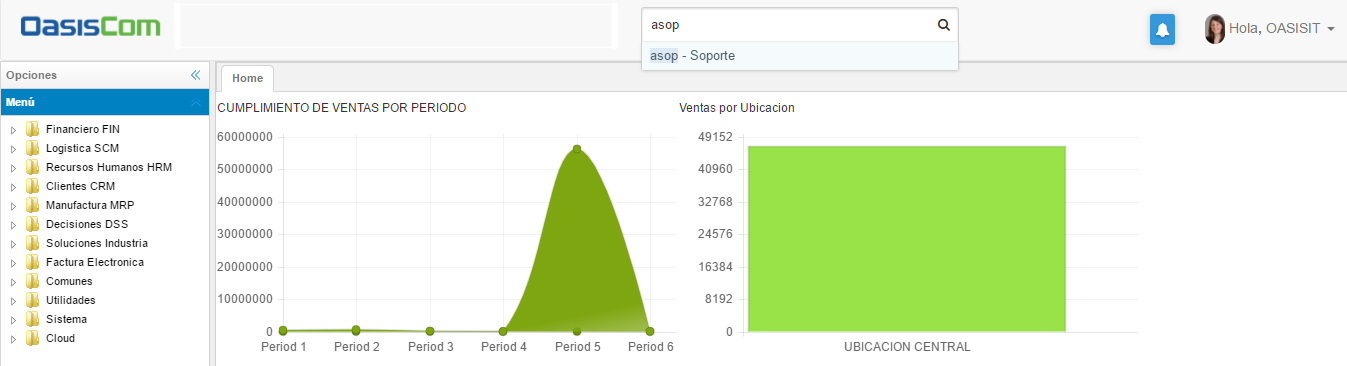 OasisCom
asop
asop - Soporte
Hola, OASISIT
Opciones
Menú
Financiero FIN
Logistica SCM
Recursos Humanos HRM
Clientes CRM
Manufactura MRP
Decisiones DSS
Soluciones Industria
Factura Electronica
Comunes
Utilidades
Sistema
Cloud
Home
CUMPLIMIENTO DE VENTAS POR PERIODO
60000000
50000000
40000000
30000000
20000000
10000000
0
Period 1 Period 2 Period 3 Period 4 Period 5 Period 6
Ventas por Ubicacion
49152
40960
32768
24576
16384
8192
0
UBICACION CENTRAL